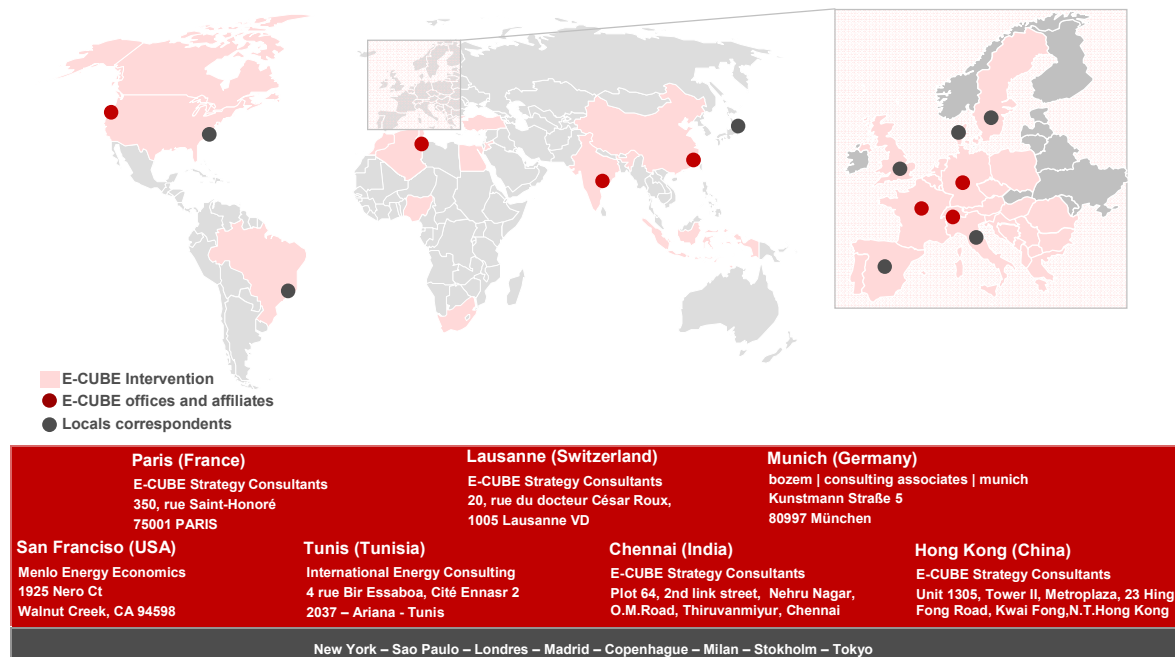 E-CUBE Intervention
E-CUBE offices and affiliates
Locals correspondents
Paris (France)
E-CUBE Strategy Consultants
350, rue Saint-Honoré
75001 PARIS
Lausanne (Switzerland)
E-CUBE Strategy Consultants
20, rue du docteur César Roux,
1005 Lausanne VD
Munich (Germany)
bozem | consulting associates | munich
Kunstmann Straße 5
80997 München
San Franciso (USA)
Menlo Energy Economics
1925 Nero Ct
Walnut Creek, CA 94598
Tunis (Tunisia)
International Energy Consulting
4 rue Bir Essaboa, Cité Ennasr 2
2037 – Ariana - Tunis
Chennai (India)
E-CUBE Strategy Consultants
Plot 64, 2nd link street, Nehru Nagar,
O.M.Road, Thiruvanmiyur, Chennai
Hong Kong (China)
E-CUBE Strategy Consultants
Unit 1305, Tower II, Metroplaza, 23 Hing
Fong Road, Kwai Fong,N.T.Hong Kong
New York – Sao Paulo – Londres – Madrid – Copenhague – Milan – Stokholm – Tokyo